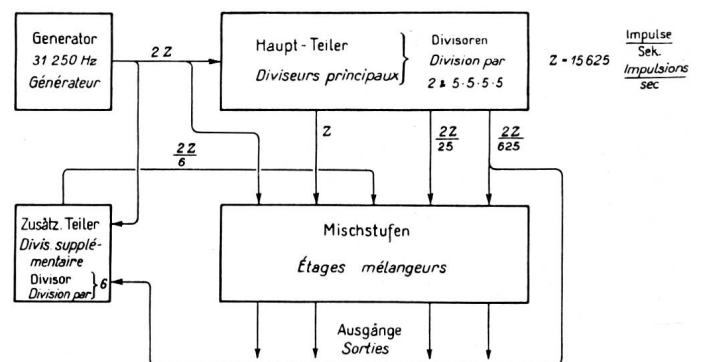 Generator
31 250 Hz
Générateur
2 Z
Haupt - Teiler
Diviseurs principaux
Divisoren
Division par
2 & 5·5·5·5
Z = 15625
Impulse
Sek.
Impulsions
sec
Z
2Z
25
2Z
625
2Z
6
Zusätz. Teiler
Divis. supplé-
mentaire
Divisor
Division par
6
Mischstufen
Étages mélangeurs
Ausgänge
Sorties